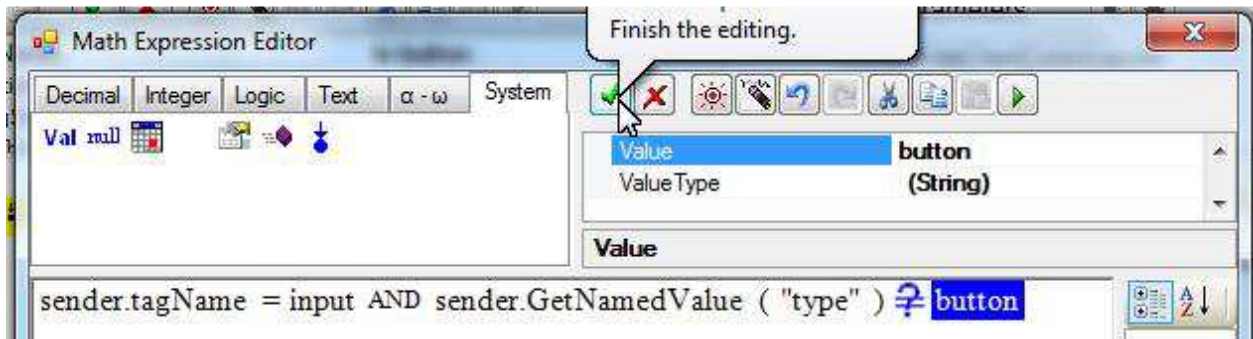 Finish the editing.
Math Expression Editor
Decimal Integer Logic Text α - ω System
Val null
Value button
ValueType (String)
Value
sender.tagName = input AND sender.GetNamedValue ( "type" ) ? button